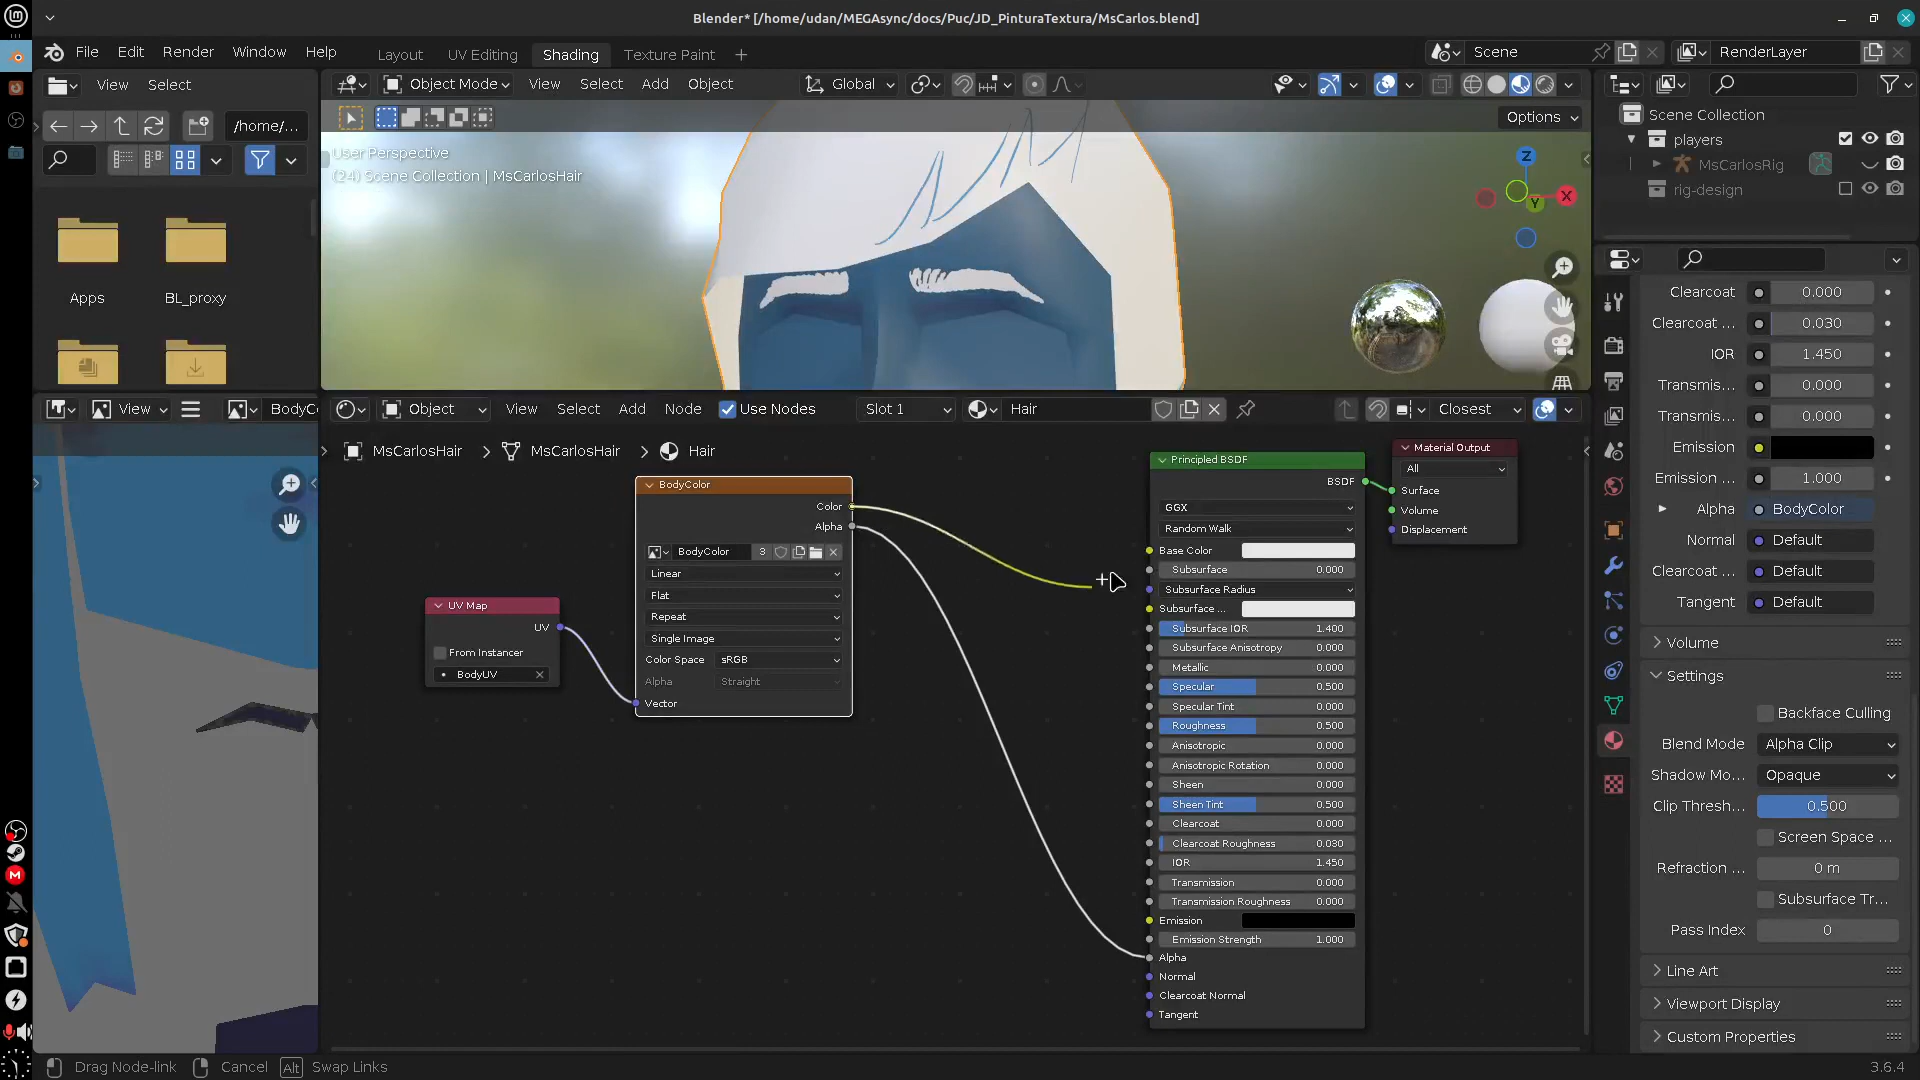 Blender* [/home/udan/MEGAsync/docs/Puc/JD_PinturaTextura/MsCarlos.blend]
File Edit Render Window Help
Layout UV Editing Shading Texture Paint +
Scene
RenderLayer
View Select
Object Mode View Select Add Object
Global
/home/...
Options
User Perspective
(24) Scene Collection | MsCarlosHair
Z
X
Y
Apps
BL_proxy
Scene Collection
players
MsCarlosRig
rig-design
Clearcoat 0.000
Clearcoat ... 0.030
IOR 1.450
Transmis... 0.000
Transmis... 0.000
Emission
Emission ... 1.000
Alpha BodyColor
Normal Default
Clearcoat ... Default
Tangent Default
Volume
Settings
Backface Culling
Blend Mode Alpha Clip
Shadow Mo... Opaque
Clip Thresh... 0.500
Screen Space ...
Refraction ... 0 m
Subsurface Tr...
Pass Index 0
Line Art
Viewport Display
Custom Properties
View
BodyC
Object View Select Add Node Use Nodes Slot 1 Hair Closest
MsCarlosHair > MsCarlosHair > Hair
UV Map
UV
From Instancer
BodyUV
BodyColor
Color
Alpha
BodyColor 3
Linear
Flat
Repeat
Single Image
Color Space sRGB
Alpha Straight
Vector
Principled BSDF
BSDF
GGX
Random Walk
Base Color
Subsurface 0.000
Subsurface Radius
Subsurface ...
Subsurface IOR 1.400
Subsurface Anisotropy 0.000
Metallic 0.000
Specular 0.500
Specular Tint 0.000
Roughness 0.500
Anisotropic 0.000
Anisotropic Rotation 0.000
Sheen 0.000
Sheen Tint 0.500
Clearcoat 0.000
Clearcoat Roughness 0.030
IOR 1.450
Transmission 0.000
Transmission Roughness 0.000
Emission
Emission Strength 1.000
Alpha
Normal
Clearcoat Normal
Tangent
Material Output
All
Surface
Volume
Displacement
Drag Node-link Cancel Alt Swap Links
3.6.4